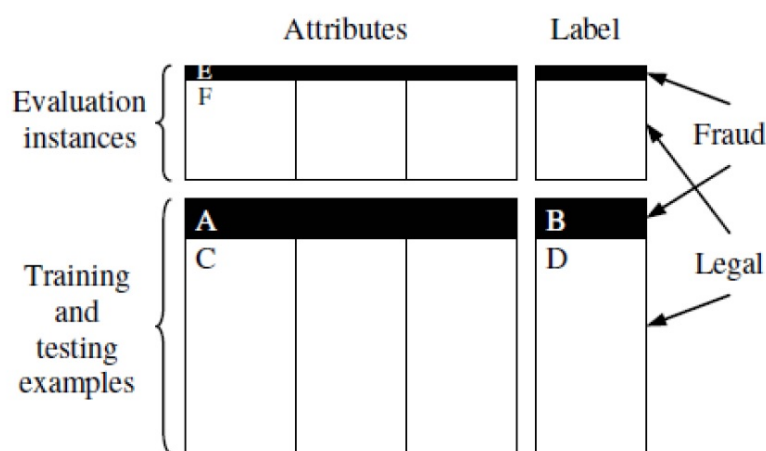 Attributes
Label
E
F
Evaluation
instances
Fraud
A
B
C
D
Legal
Training
and
testing
examples